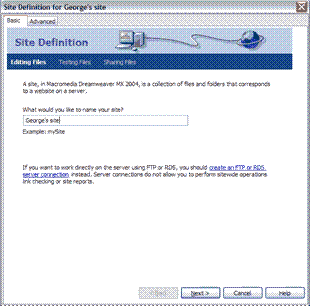 Site Definition for George's site
Basic Advanced
Site Definition
Editing Files Testing Files Sharing Files
A site, in Macromedia Dreamweaver MX 2004, is a collection of files and folders that corresponds
to a website on a server.
What would you like to name your site?
George's site
Example: mySite
If you want to work directly on the server using FTP or RDS, you should create an FTP or RDS
server connection instead. Server connections do not allow you to perform sitewide operations
link checking or site reports.
< Back Next > Cancel Help